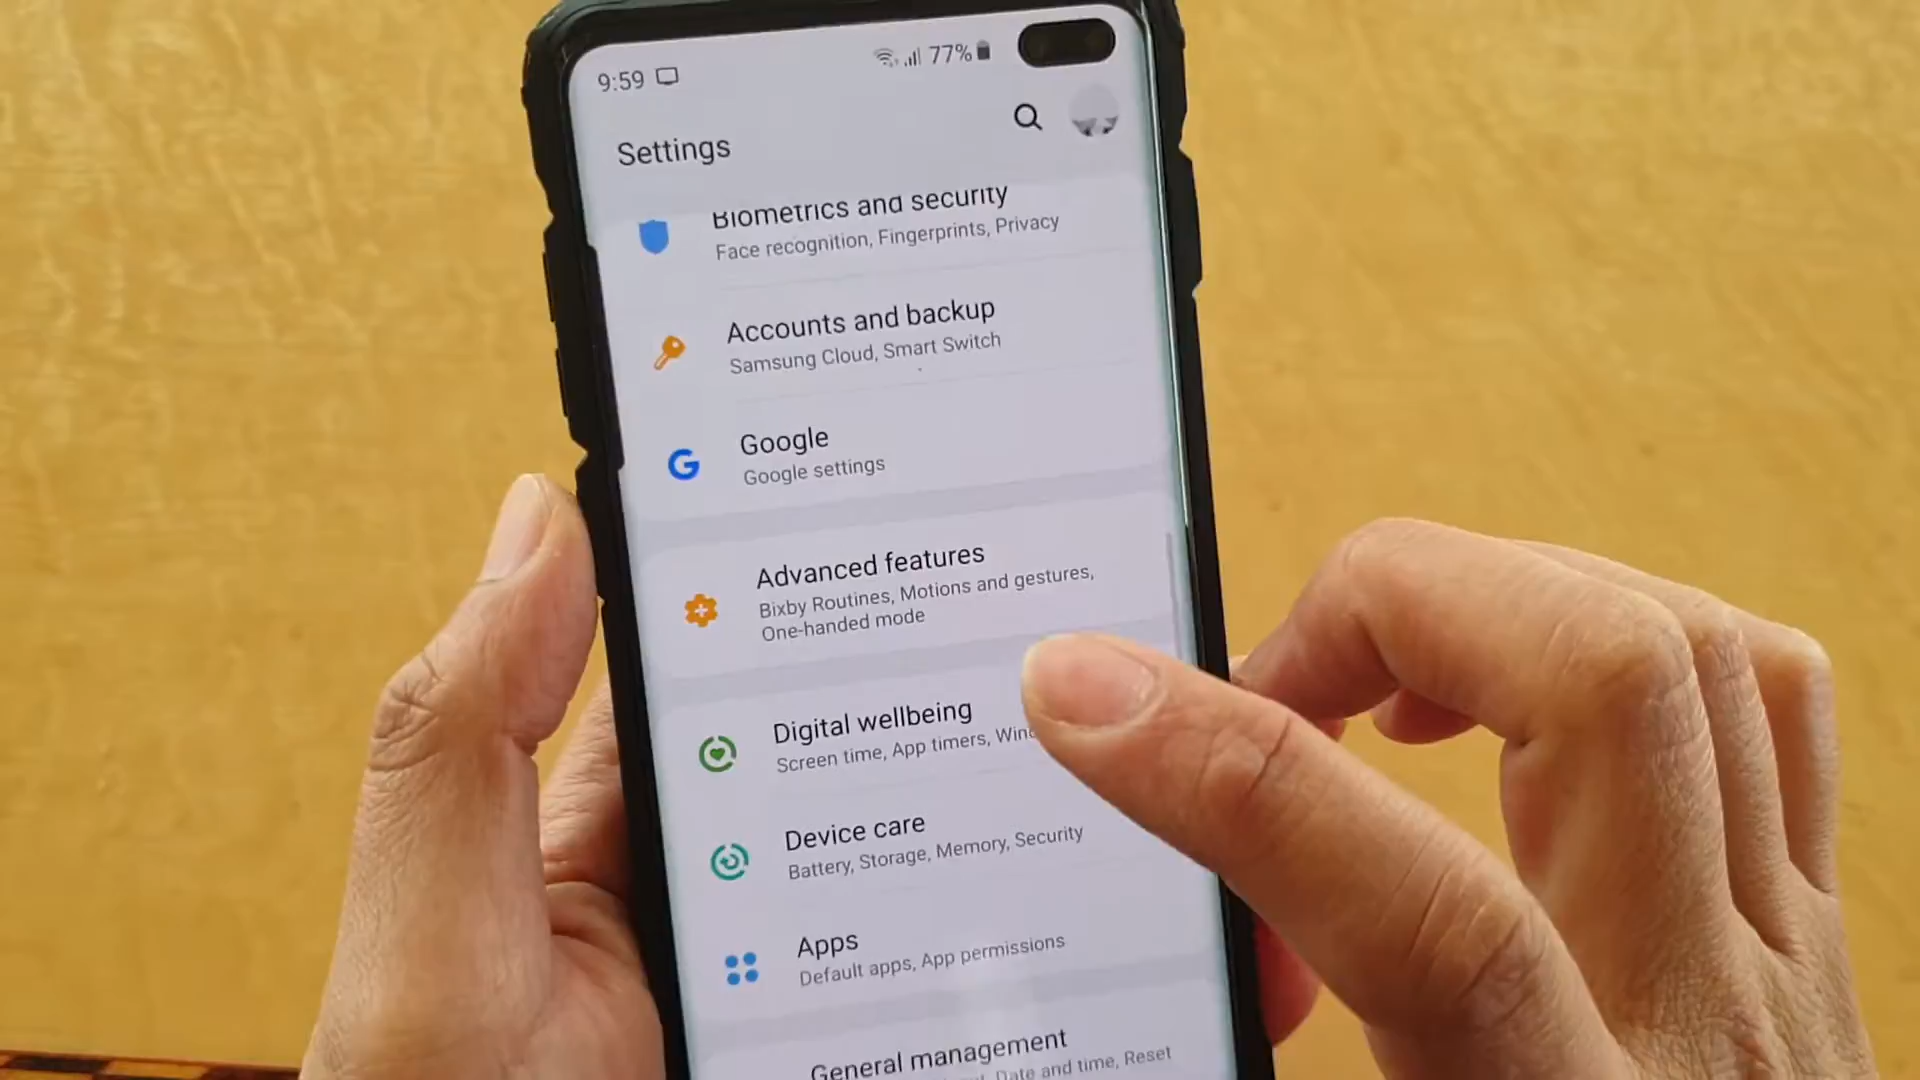 9:59
77%
Settings
Biometrics and security
Face recognition, Fingerprints, Privacy
Accounts and backup
Samsung Cloud, Smart Switch
G
Google
Google settings
Advanced features
Bixby Routines, Motions and gestures,
One-handed mode
Digital wellbeing
Screen time, App timers,
Device care
Battery, Storage, Memory, Security
Apps
Default apps, App permissions
General management
Date and time, Reset